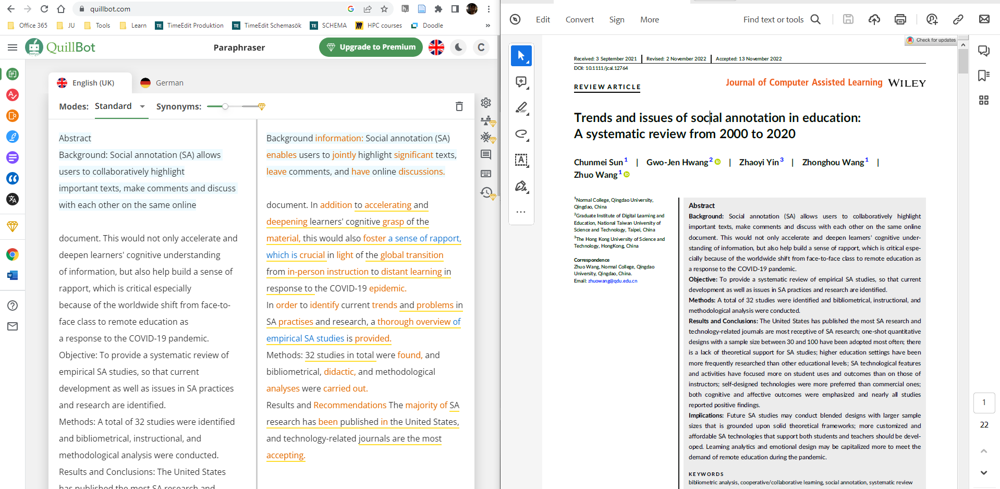 quillbot.com
Office 365
JU
Tools
Learn
TE TimeEdit Produktion
TE TimeEdit Schemasök
TE SCHEMA
HPC courses
Doodle
»
QuillBot
Paraphraser
Upgrade to Premium
C
English (UK)
German
Modes: Standard
Synonyms:
Abstract
Background: Social annotation (SA) allows
users to collaboratively highlight
important texts, make comments and discuss
with each other on the same online
document. This would not only accelerate and
deepen learners' cognitive understanding
of information, but also help build a sense of
rapport, which is critical especially
because of the worldwide shift from face-to-
face class to remote education as
a response to the COVID-19 pandemic.
Objective: To provide a systematic review of
empirical SA studies, so that current
development as well as issues in SA practices
and research are identified.
Methods: A total of 32 studies were identified
and bibliometrical, instructional, and
methodological analysis were conducted.
Results and Conclusions: The United States
has published the most SA research and
Background information: Social annotation (SA)
enables users to jointly highlight significant texts,
leave comments, and have online discussions.
document. In addition to accelerating and
deepening learners' cognitive grasp of the
material, this would also foster a sense of rapport,
which is crucial in light of the global transition
from in-person instruction to distant learning in
response to the COVID-19 epidemic.
In order to identify current trends and problems in
SA practises and research, a thorough overview of
empirical SA studies is provided.
Methods: 32 studies in total were found, and
bibliometrical, didactic, and methodological
analyses were carried out.
Results and Recommendations The majority of SA
research has been published in the United States,
and technology-related journals are the most
accepting.
Edit
Convert
Sign
More
Find text or tools
Check for updates
Received: 3 September 2021 | Revised: 2 November 2022 | Accepted: 13 November 2022
DOI: 10.1111/jcal.12764
REVIEW ARTICLE
Journal of Computer Assisted Learning WILEY
Trends and issues of social annotation in education:
A systematic review from 2000 to 2020
Chunmei Sun1 | Gwo-Jen Hwang2 | Zhaoyi Yin3 | Zhonghou Wang1 |
Zhuo Wang1
1Normal College, Qingdao University,
Qingdao, China
2Graduate Institute of Digital Learning and
Education, National Taiwan University of
Science and Technology, Taipei, China
3The Hong Kong University of Science and
Technology, HongKong, China
Correspondence
Zhuo Wang, Normal College, Qingdao
University, Qingdao, China.
Email: zhuowang@qdu.edu.cn
Abstract
Background: Social annotation (SA) allows users to collaboratively highlight
important texts, make comments and discuss with each other on the same online
document. This would not only accelerate and deepen learners' cognitive under-
standing of information, but also help build a sense of rapport, which is critical espe-
cially because of the worldwide shift from face-to-face class to remote education as
a response to the COVID-19 pandemic.
Objective: To provide a systematic review of empirical SA studies, so that current
development as well as issues in SA practices and research are identified.
Methods: A total of 32 studies were identified and bibliometrical, instructional, and
methodological analysis were conducted.
Results and Conclusions: The United States has published the most SA research and
technology-related journals are most receptive of SA research; one-shot quantitative
designs with a sample size between 30 and 100 have been adopted most often; there
is a lack of theoretical support for SA studies; higher education settings have been
more frequently researched than other educational levels; SA technological features
and activities have focused more on student uses and outcomes than on those of
instructors; self-designed technologies were more preferred than commercial ones;
both cognitive and affective outcomes were emphasized and nearly all studies
reported positive findings.
Implications: Future SA studies may conduct blended designs with larger sample
sizes that is grounded upon solid theoretical frameworks; more customized and
affordable SA technologies that support both students and teachers should be devel-
oped. Learning analytics and emotional design may be capitalized more to meet the
demand of remote education during the pandemic.
KEYWORDS
bibliometric analysis, cooperative/collaborative learning, social annotation, systematic review
1
22